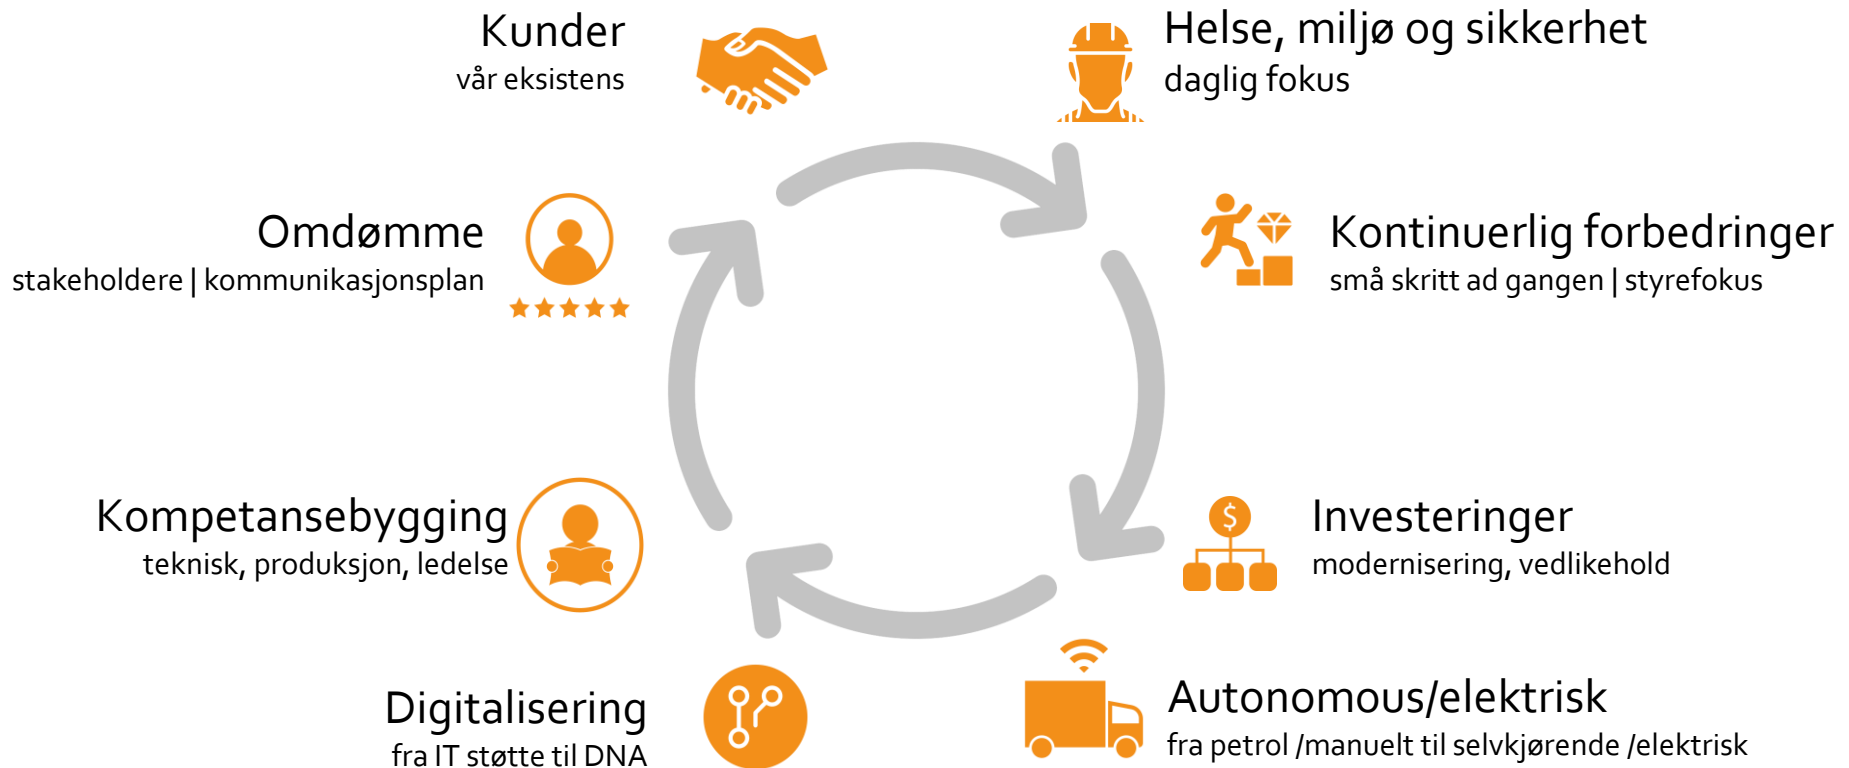 Kunder
vår eksistens
Helse, miljø og sikkerhet
daglig fokus
Omdømme
stakeholdere | kommunikasjonsplan
Kontinuerlig forbedringer
små skritt ad gangen | styrefokus
Kompetansebygging
teknisk, produksjon, ledelse
$
Investeringer
modernisering, vedlikehold
Digitalisering
fra IT støtte til DNA
Autonomous/elektrisk
fra petrol /manuelt til selvkjørende /elektrisk